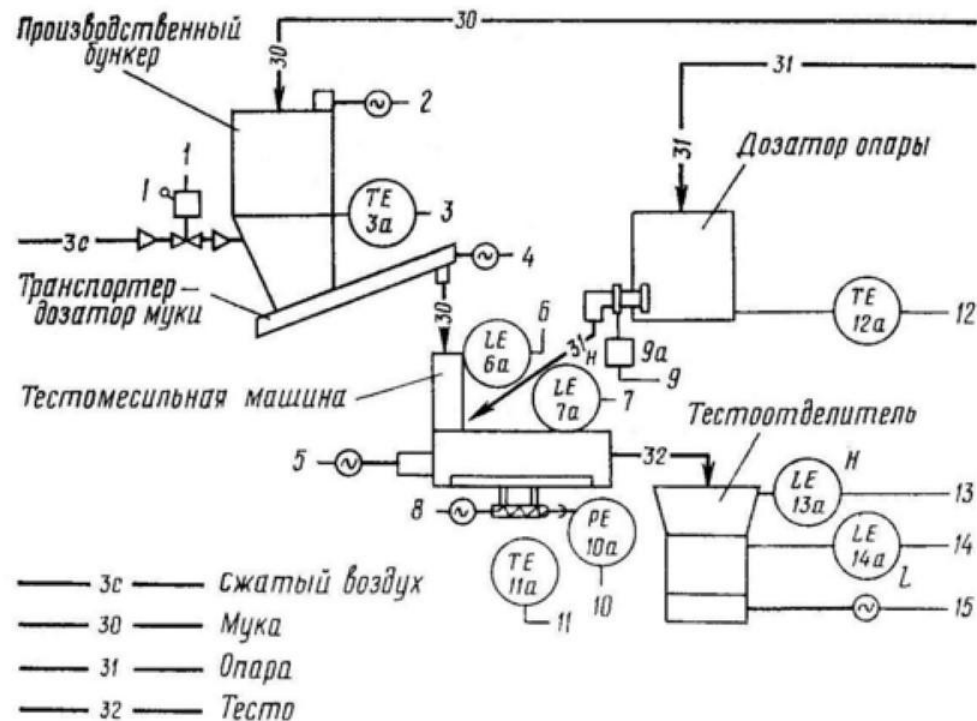 Производственный
бункер
30
30
2
31
31
Дозатор опары
1
1
TE
3а
3
3с
4
Транспортер-
дозатор муки
30
TE
12а
12
LE
6а
6
31
H
9а
9
LE
7а
7
Тестомесильная машина
Тестоотделитель
5
32
LE
13а
H
13
8
PE
10а
10
LE
14а
L
14
TE
11а
11
15
3с Сжатый воздух
30 Мука
31 Опара
32 Тесто